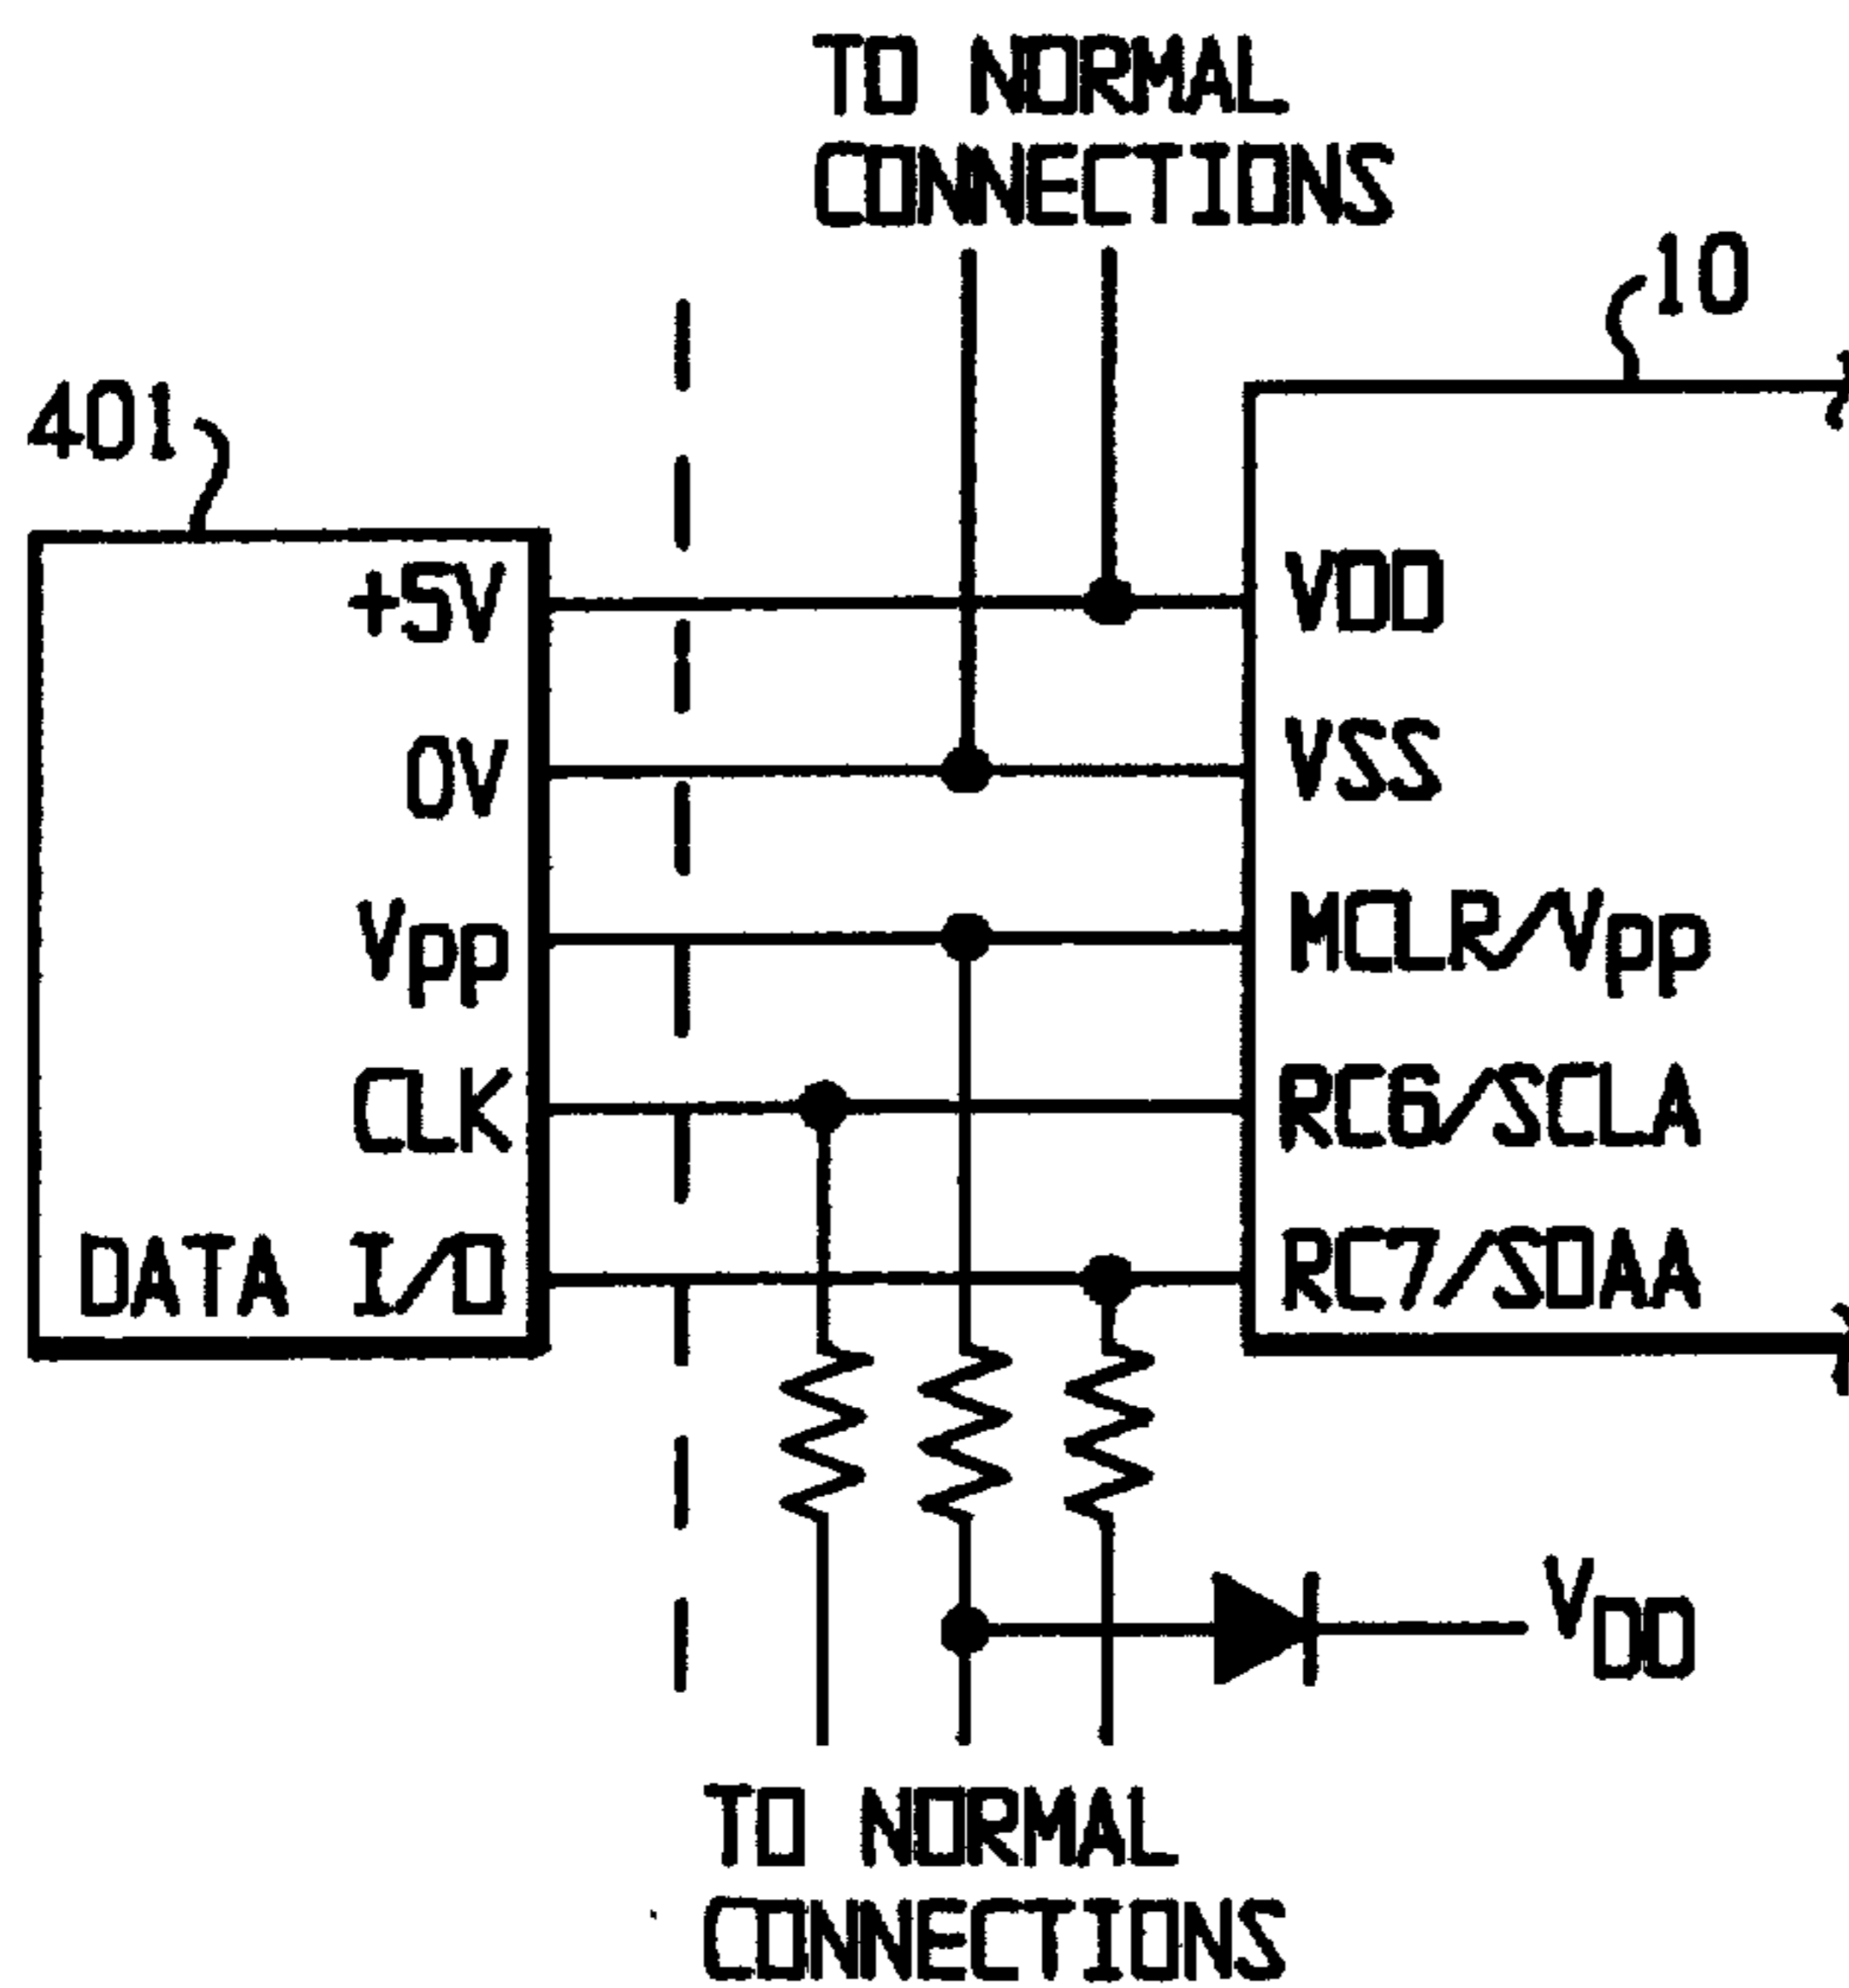 TO NORMAL
CONNECTIONS
10
401
+5V
VDD
0V
VSS
Vpp
MCLR/Vpp
CLK
RC6/SCLA
DATA I/O
RC7/SDAA
VDD
TO NORMAL
CONNECTIONS